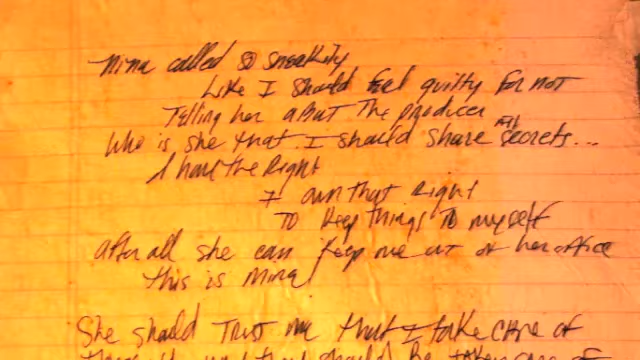 Nina called so sneakily
Like I should feel guilty for not
Telling her about The producer
Who is she that I should share my secrets...
I have the Right
I own that Right
To keep things To myself
After all she can keep me out of her office
This is Mine
She should Trust me that I take care of